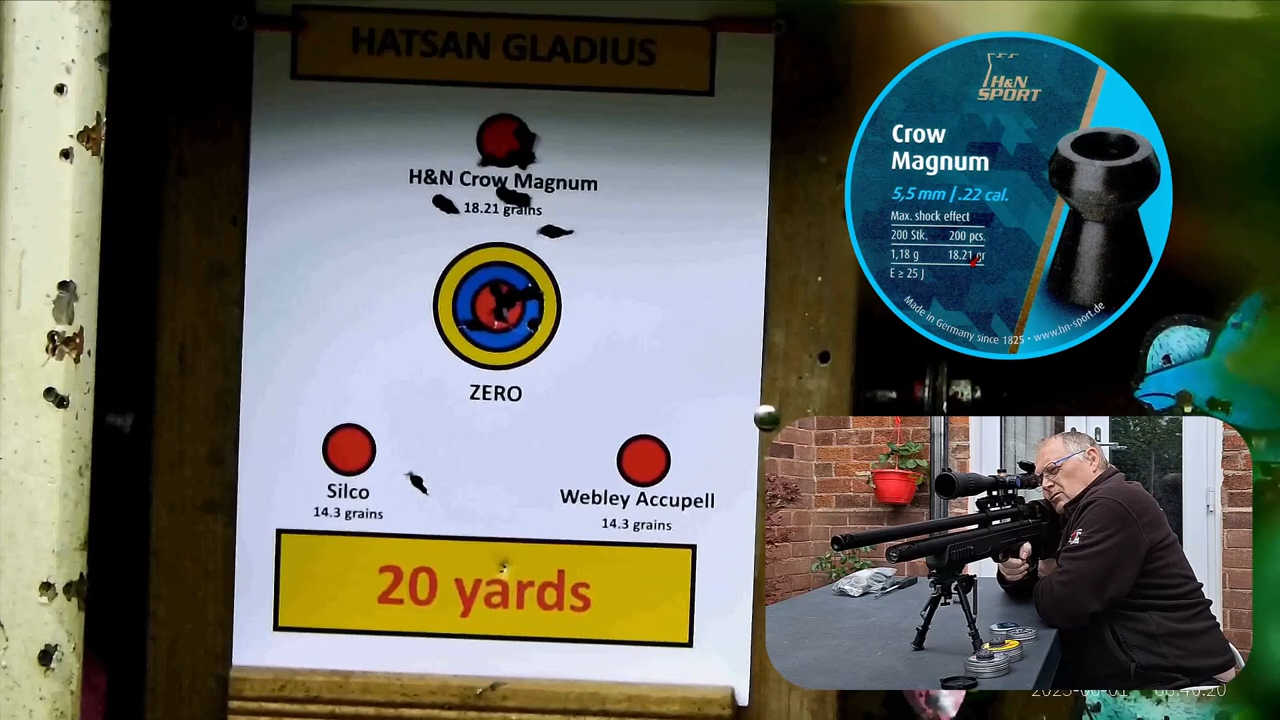 HATSAN GLADIUS
H&N Crow Magnum
18.21 grains
ZERO
Silco
14.3 grains
Webley Accupell
14.3 grains
20 yards
H&N
SPORT
Crow
Magnum
5,5 mm | .22 cal.
Max. shock effect
200 Stk. 200 pcs.
1,18 g 18.21 gr
E ≥ 25 J
Made in Germany since 1825 • www.hn-sport.de